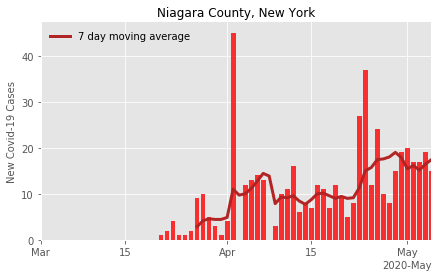 Niagara County, New York
7 day moving average
New Covid-19 Cases
40
30
20
10
0
Mar
15
Apr
15
May
2020-May